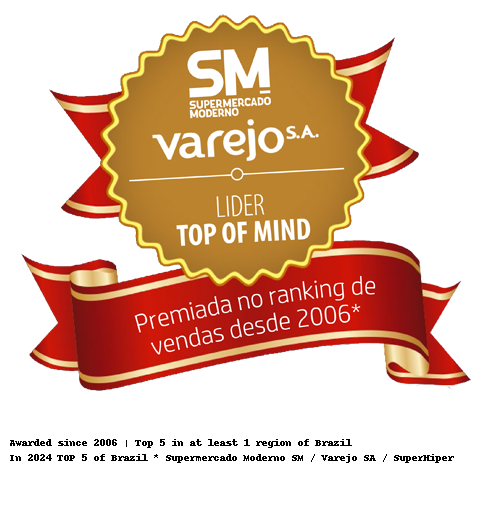 SM
SUPERMERCADO
MODERNO
varejo S.A.
LIDER
TOP OF MIND
Premiada no ranking de
vendas desde 2006*
Awarded since 2006 | Top 5 in at least 1 region of Brazil
In 2024 TOP 5 of Brazil * Supermercado Moderno SM / Varejo SA / SuperHiper